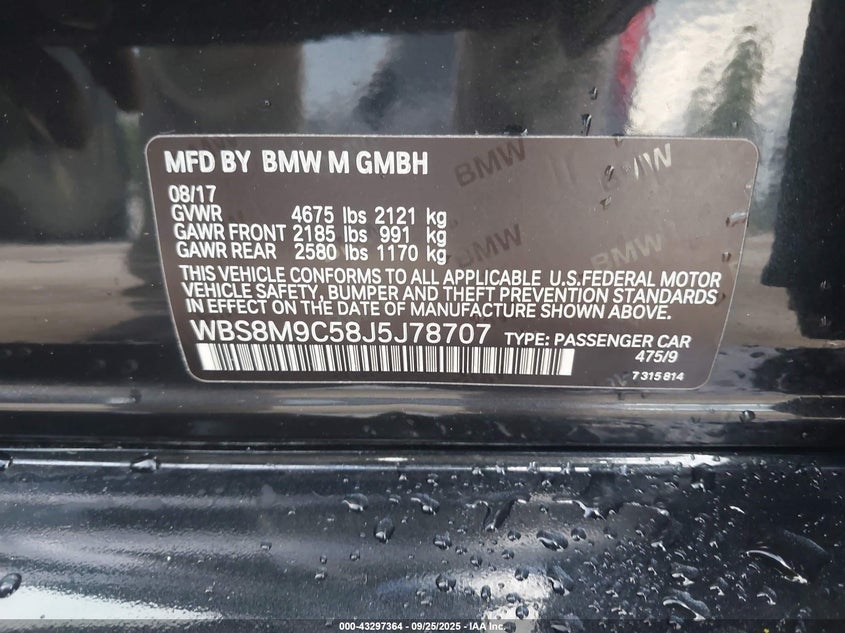 MFD BY BMW M GMBH
08/17
GVWR 4675 lbs 2121 kg
GAWR FRONT 2185 lbs 991 kg
GAWR REAR 2580 lbs 1170 kg
THIS VEHICLE CONFORMS TO ALL APPLICABLE U.S.FEDERAL MOTOR
VEHICLE SAFETY, BUMPER AND THEFT PREVENTION STANDARDS
IN EFFECT ON THE DATE OF MANUFACTURE SHOWN ABOVE.
WBS8M9C58J5J78707 TYPE: PASSENGER CAR
475/9
7 315 814
BMW
BMW
BMW
000-43297364 - 09/25/2025 - IAA Inc.